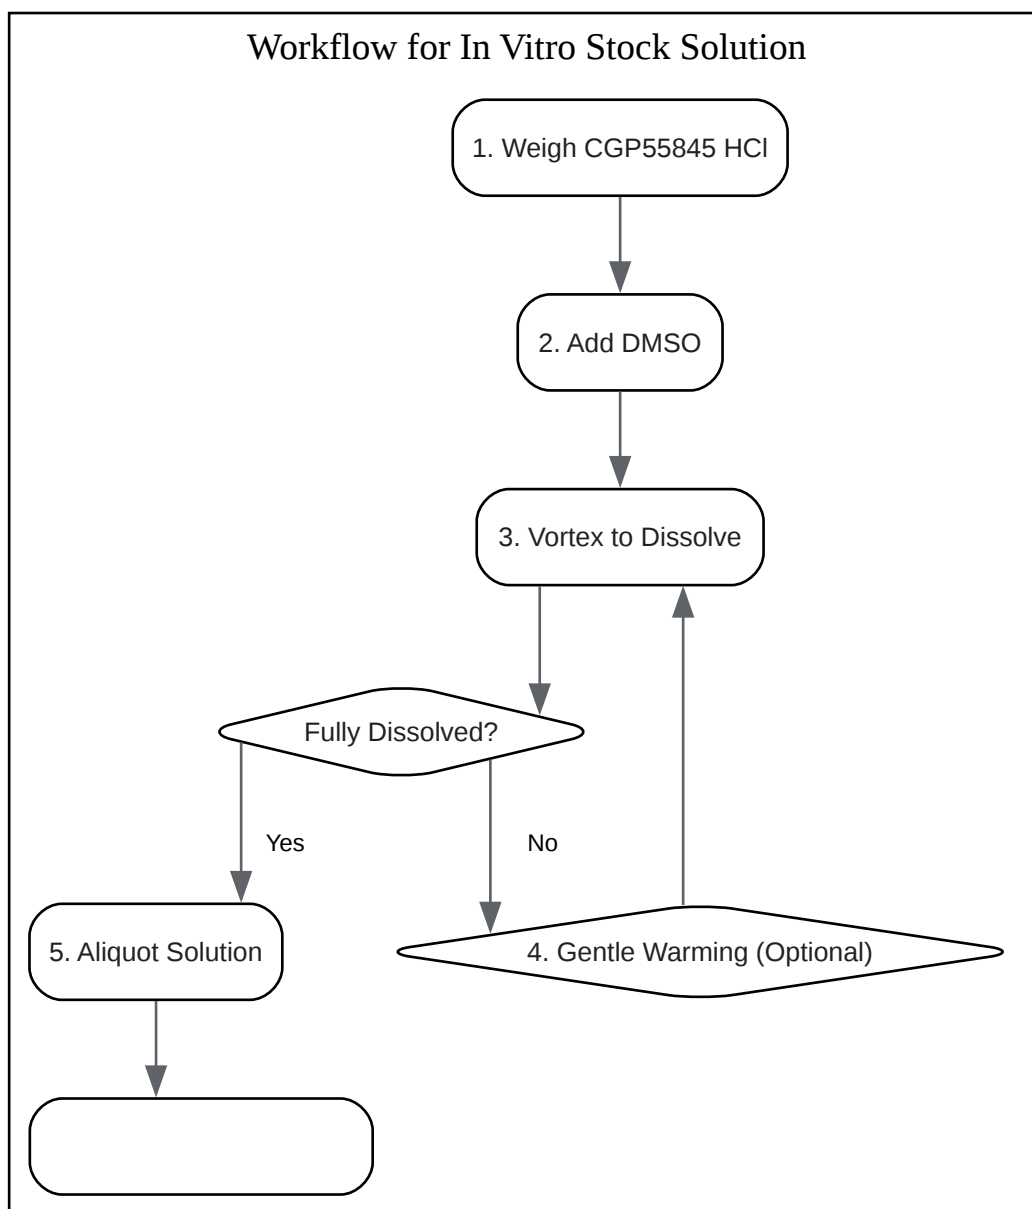 Workflow for In Vitro Stock Solution
1. Weigh CGP55845 HCl
2. Add DMSO
3. Vortex to Dissolve
Fully Dissolved?
Yes
No
5. Aliquot Solution
4. Gentle Warming (Optional)